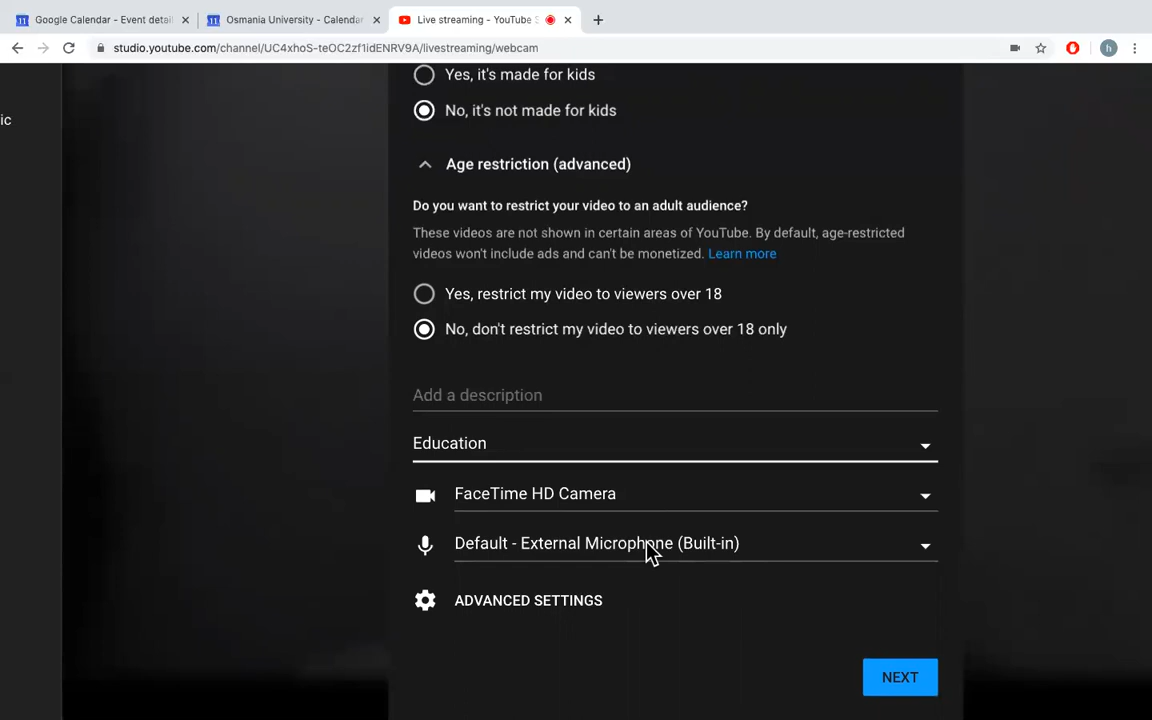 Google Calendar - Event detai
Osmania University - Calenda
Live streaming - YouTube S
studio.youtube.com/channel/UC4xhoS-teOC2zf1idENRV9A/livestreaming/webcam
h
Yes, it's made for kids
ic
No, it's not made for kids
Age restriction (advanced)
Do you want to restrict your video to an adult audience?
These videos are not shown in certain areas of YouTube. By default, age-restricted
videos won't include ads and can't be monetized. Learn more
Yes, restrict my video to viewers over 18
No, don't restrict my video to viewers over 18 only
Add a description
Education
FaceTime HD Camera
Default - External Microphone (Built-in)
ADVANCED SETTINGS
NEXT